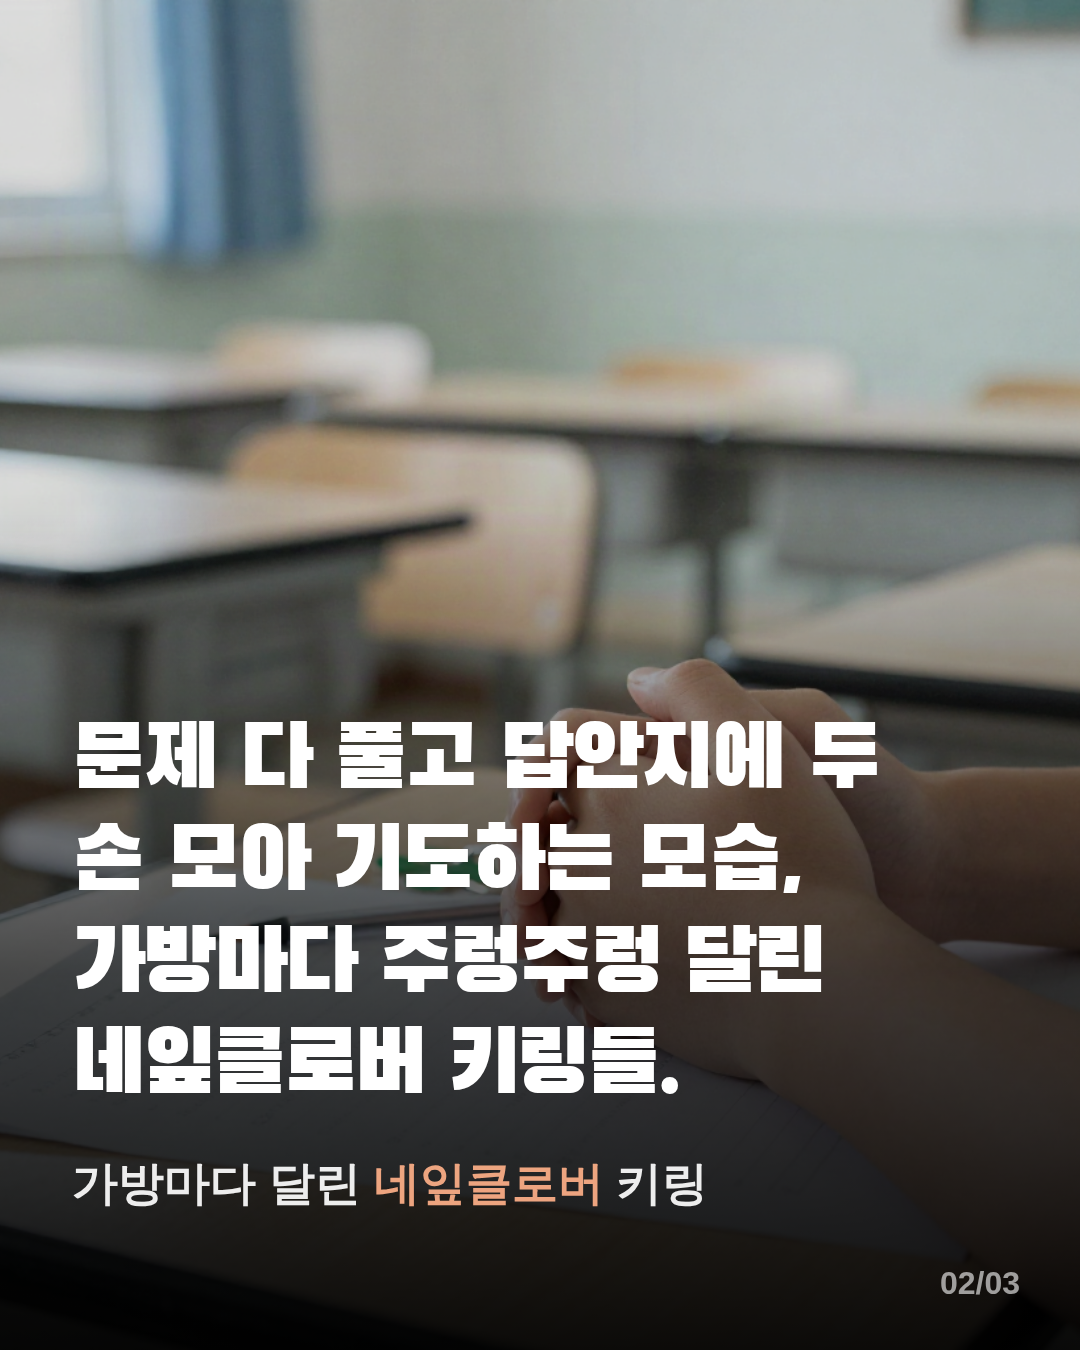 문제 다 풀고 답안지에 두
손 모아 기도하는 모습,
가방마다 주렁주렁 달린
네잎클로버 키링들.
가방마다 달린 네잎클로버 키링
02/03